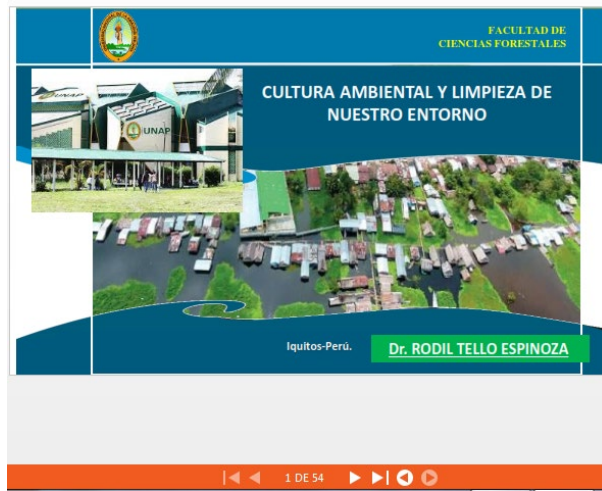 FACULTAD DE
CIENCIAS FORESTALES
CULTURA AMBIENTAL Y LIMPIEZA DE
NUESTRO ENTORNO
UNAP
Iquitos-Perú.
Dr. RODIL TELLO ESPINOZA
1 DE 54